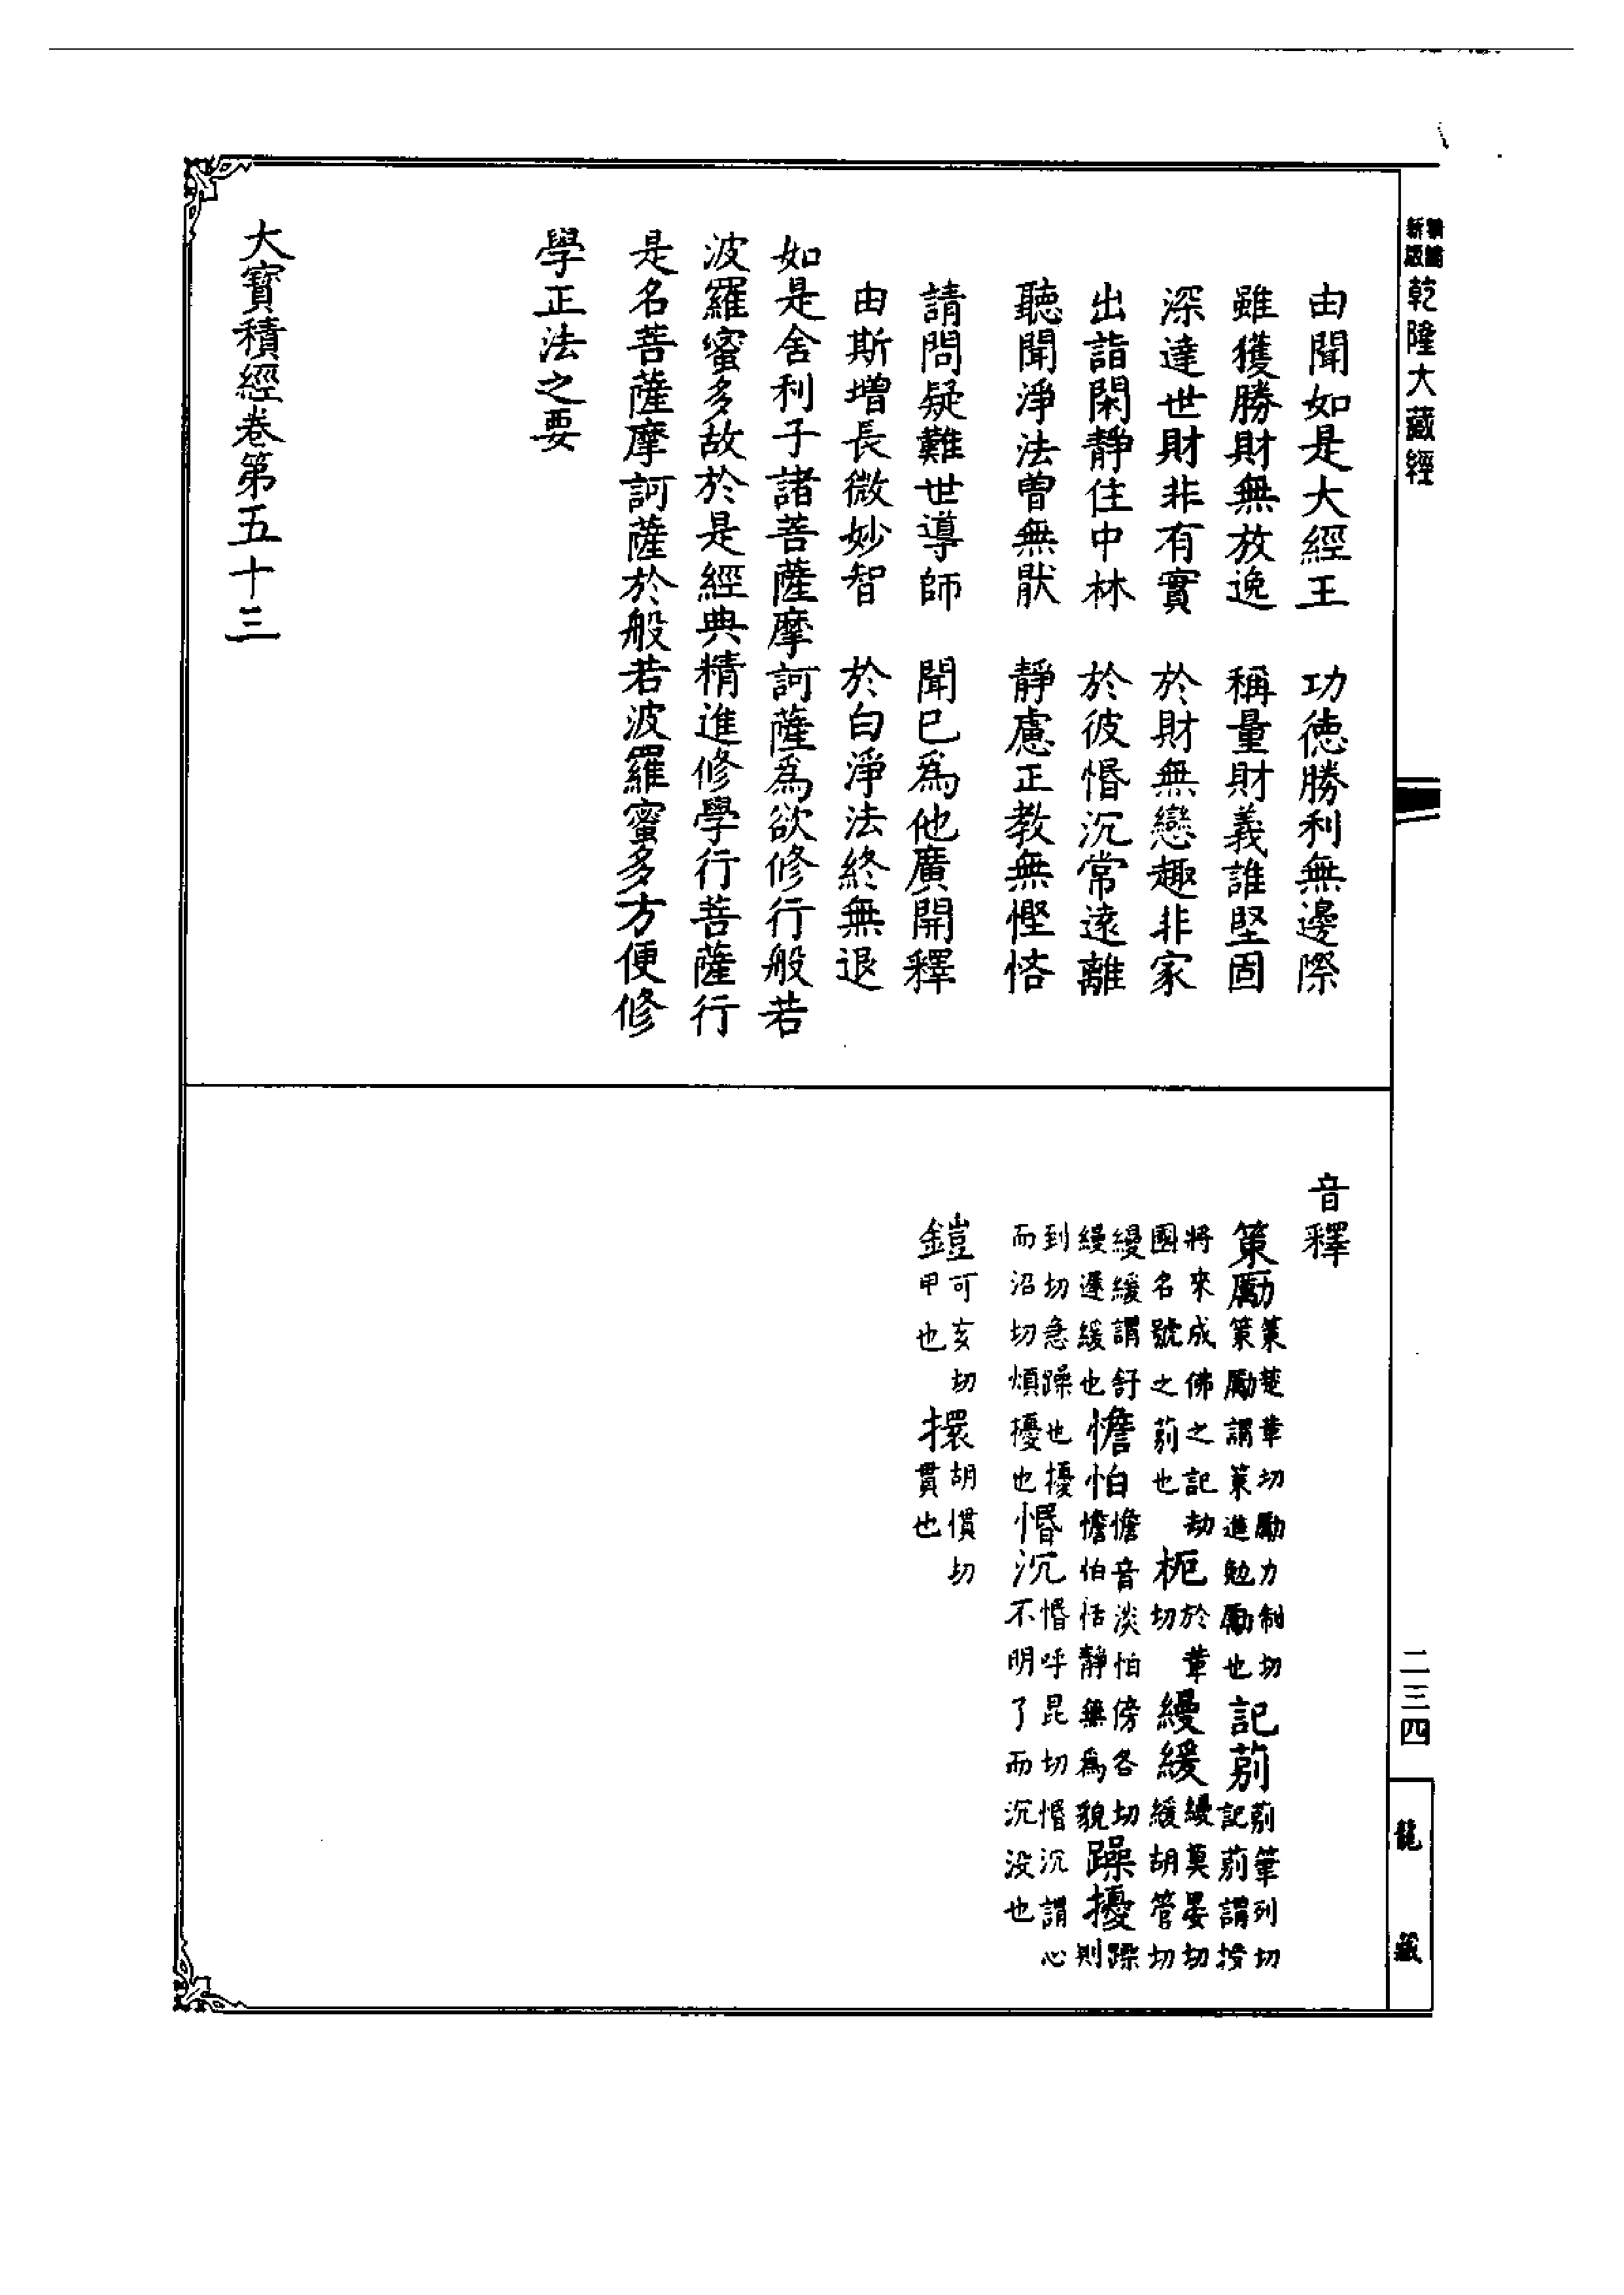 乾隆大藏經
由聞如是大經王　功德勝利無邊際
雖獲勝財無放逸　稱量財義誰堅固
深達世財非有實　於財無戀趣非家
出詣閑靜住中林　於彼惛沉常遠離
聽聞淨法曾無猒　靜慮正教無慳悋
請問疑難世導師　聞已為他廣開釋
由斯增長微妙智　於白淨法終無退
如是舍利子諸菩薩摩訶薩為欲修行般若
波羅蜜多故於是經典精進修學行菩薩行
是名菩薩摩訶薩於般若波羅蜜多方便修
學正法之要
大寶積經卷第五十三
音釋
策勵策楚革切勵力制切策勵謂策進勉勵也記莂莂筆列切記莂謂授
將來成佛之記劫國名號之莂也枙於革切縵緩縵莫晏切緩胡管切
縵緩謂舒縵遲緩也憺怕憺音淡怕傍各切憺怕恬靜無為貌躁擾躁則
到切急躁也擾而沼切煩擾也惛沉惛呼昆切惛沉謂心不明了而沉没也
鎧可亥切甲也擐胡慣切貫也
二三四
龍藏